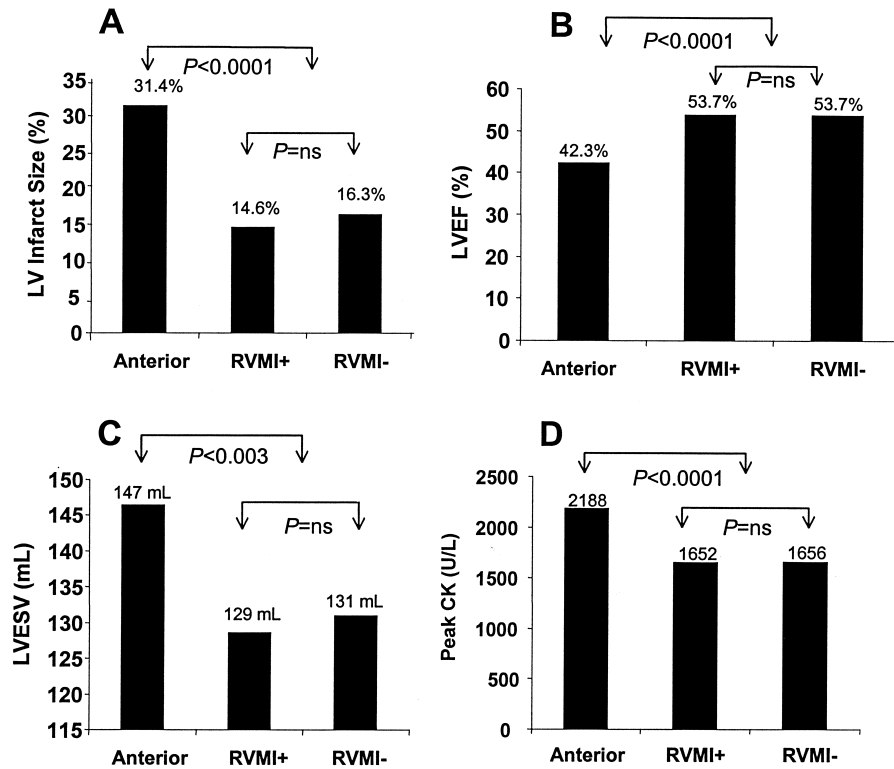 A
P<0.0001
LV Infarct Size (%)
35
30
25
20
15
10
5
0
31.4%
P=ns
14.6%
16.3%
Anterior RVMI+ RVMI-
B
P<0.0001
P=ns
LVEF (%)
60
50
40
30
20
10
0
42.3%
53.7%
53.7%
Anterior RVMI+ RVMI-
C
P<0.003
LVESV (mL)
150
145
140
135
130
125
120
115
147 mL
P=ns
129 mL
131 mL
Anterior RVMI+ RVMI-
D
P<0.0001
Peak CK (U/L)
2500
2000
1500
1000
500
0
2188
P=ns
1652
1656
Anterior RVMI+ RVMI-